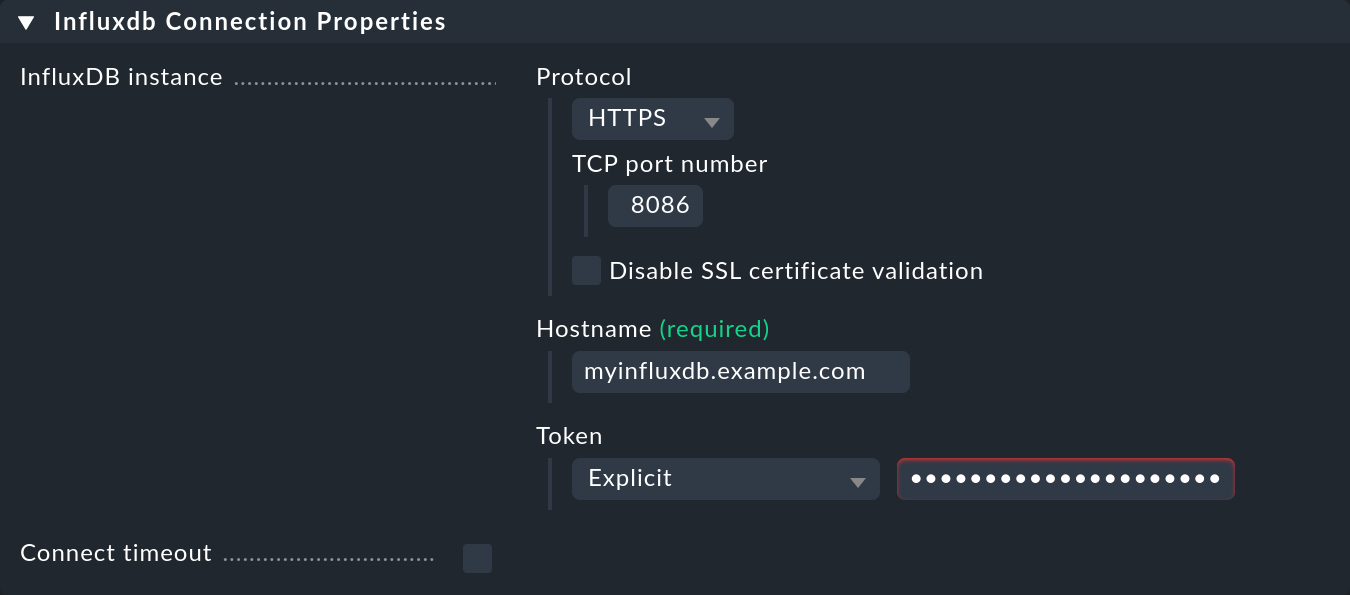 Influxdb Connection Properties
InfluxDB instance
Protocol
HTTPS
TCP port number
8086
Disable SSL certificate validation
Hostname (required)
myinfluxdb.example.com
Token
Explicit
Connect timeout